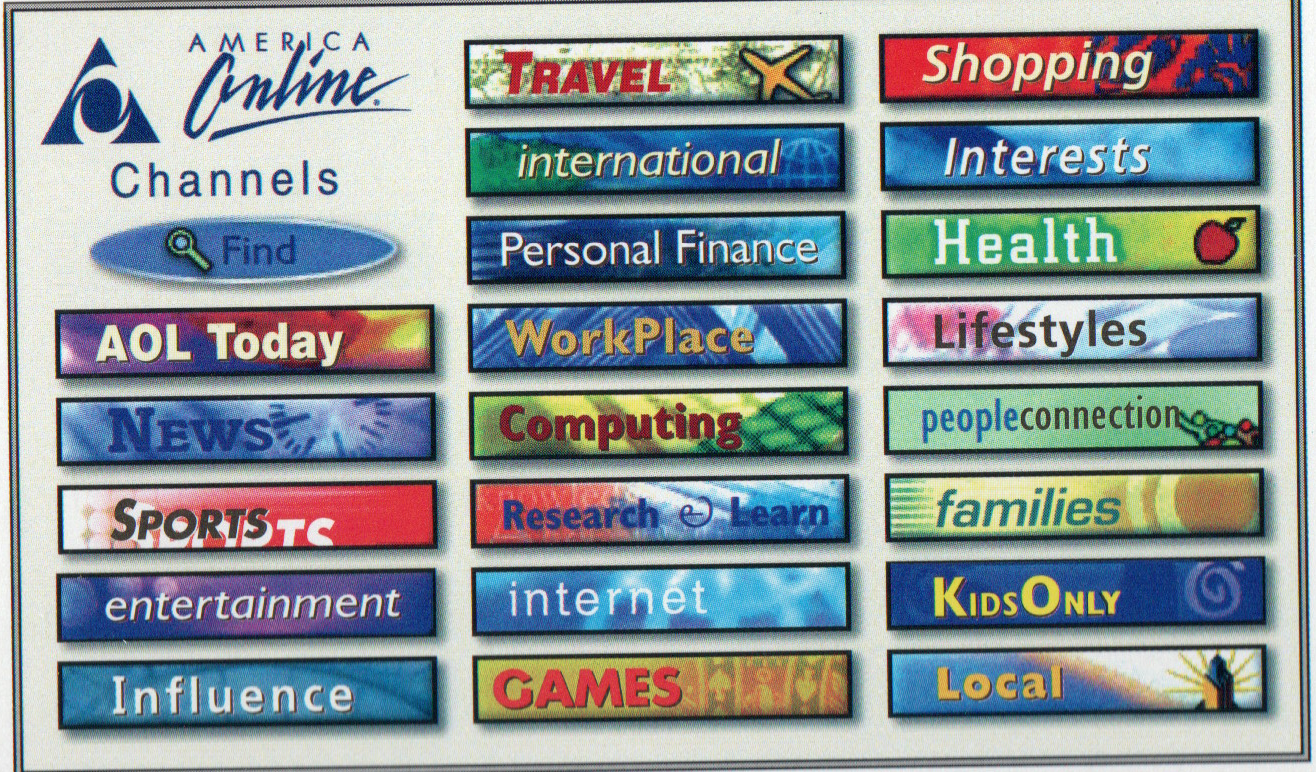 AMERICA
Online®
Channels
Find
AOL Today
NEWS
SPORTS
entertainment
Influence
TRAVEL
international
Personal Finance
WorkPlace
Computing
Research & Learn
internet
GAMES
Shopping
Interests
Health
Lifestyles
peopleconnection
families
KIDSONLY
Local